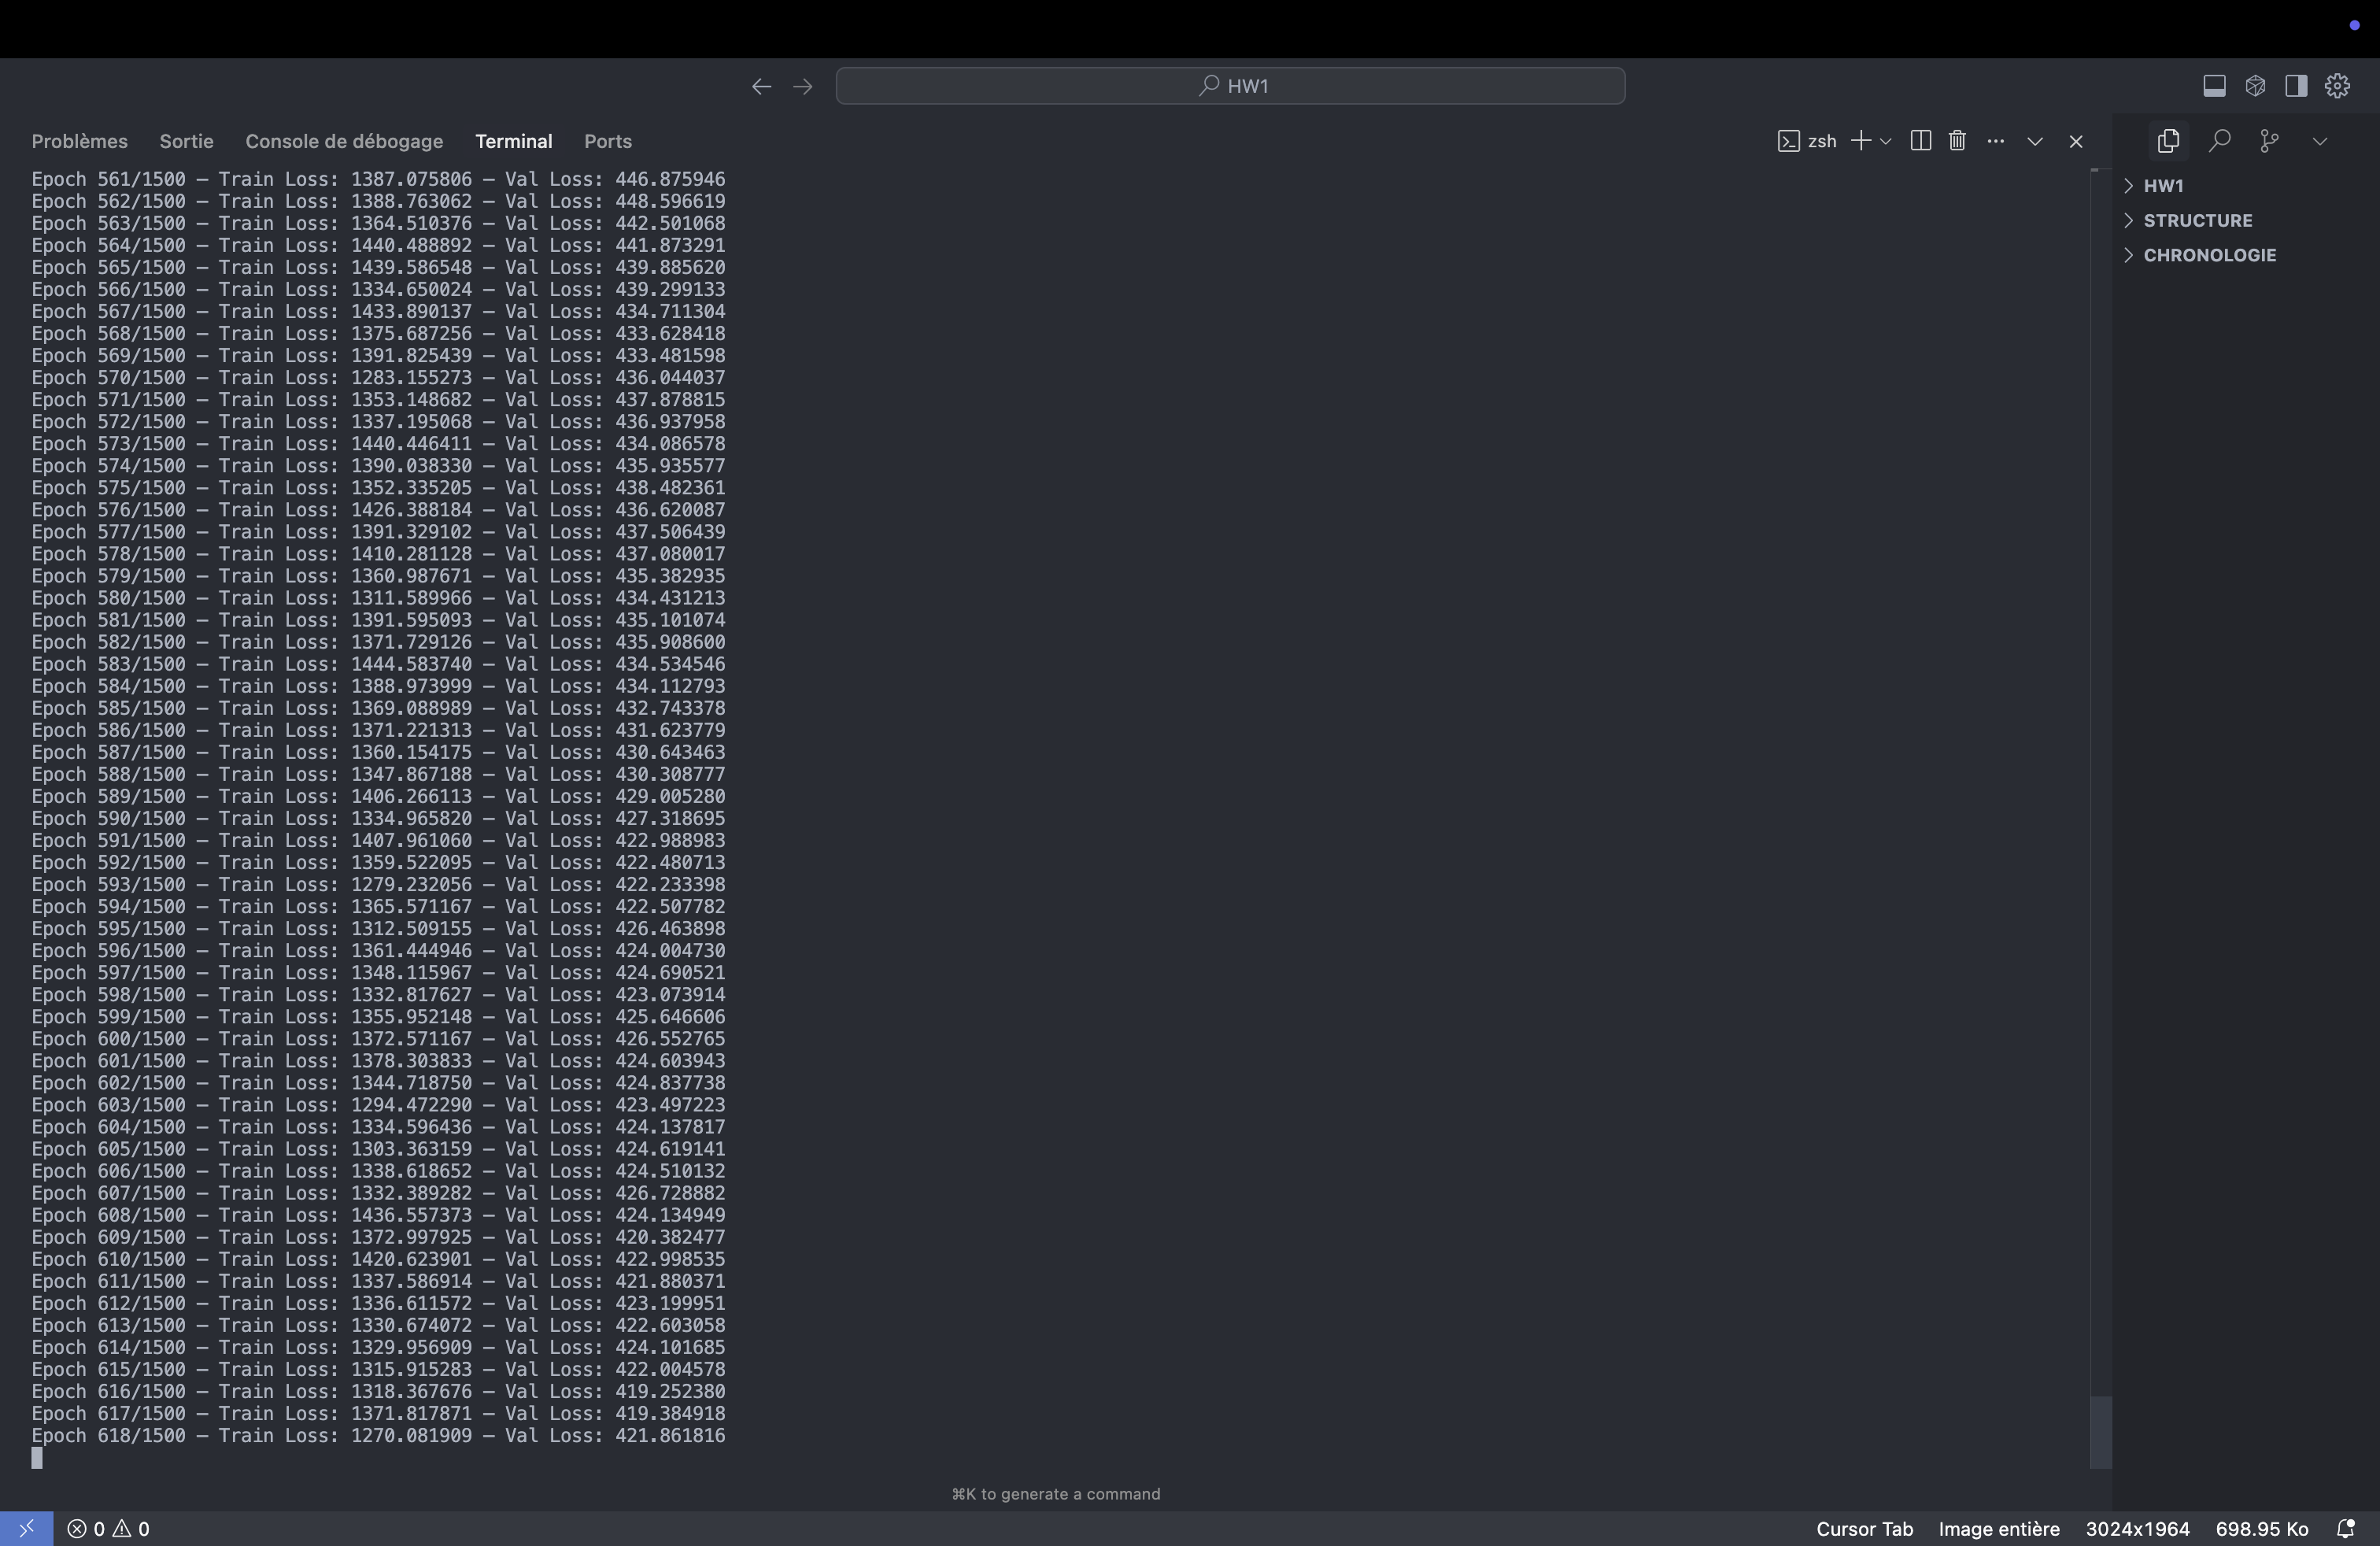 HW1
Problèmes Sortie Console de débogage Terminal Ports zsh
Epoch 561/1500 — Train Loss: 1387.075806 — Val Loss: 446.875946
Epoch 562/1500 — Train Loss: 1388.763062 — Val Loss: 448.596619
Epoch 563/1500 — Train Loss: 1364.510376 — Val Loss: 442.501068
Epoch 564/1500 — Train Loss: 1440.488892 — Val Loss: 441.873291
Epoch 565/1500 — Train Loss: 1439.586548 — Val Loss: 439.885620
Epoch 566/1500 — Train Loss: 1334.650024 — Val Loss: 439.299133
Epoch 567/1500 — Train Loss: 1433.890137 — Val Loss: 434.711304
Epoch 568/1500 — Train Loss: 1375.687256 — Val Loss: 433.628418
Epoch 569/1500 — Train Loss: 1391.825439 — Val Loss: 433.481598
Epoch 570/1500 — Train Loss: 1283.155273 — Val Loss: 436.044037
Epoch 571/1500 — Train Loss: 1353.148682 — Val Loss: 437.878815
Epoch 572/1500 — Train Loss: 1337.195068 — Val Loss: 436.937958
Epoch 573/1500 — Train Loss: 1440.446411 — Val Loss: 434.086578
Epoch 574/1500 — Train Loss: 1390.038330 — Val Loss: 435.935577
Epoch 575/1500 — Train Loss: 1352.335205 — Val Loss: 438.482361
Epoch 576/1500 — Train Loss: 1426.388184 — Val Loss: 436.620087
Epoch 577/1500 — Train Loss: 1391.329102 — Val Loss: 437.506439
Epoch 578/1500 — Train Loss: 1410.281128 — Val Loss: 437.080017
Epoch 579/1500 — Train Loss: 1360.987671 — Val Loss: 435.382935
Epoch 580/1500 — Train Loss: 1311.589966 — Val Loss: 434.431213
Epoch 581/1500 — Train Loss: 1391.595093 — Val Loss: 435.101074
Epoch 582/1500 — Train Loss: 1371.729126 — Val Loss: 435.908600
Epoch 583/1500 — Train Loss: 1444.583740 — Val Loss: 434.534546
Epoch 584/1500 — Train Loss: 1388.973999 — Val Loss: 434.112793
Epoch 585/1500 — Train Loss: 1369.088989 — Val Loss: 432.743378
Epoch 586/1500 — Train Loss: 1371.221313 — Val Loss: 431.623779
Epoch 587/1500 — Train Loss: 1360.154175 — Val Loss: 430.643463
Epoch 588/1500 — Train Loss: 1347.867188 — Val Loss: 430.308777
Epoch 589/1500 — Train Loss: 1406.266113 — Val Loss: 429.005280
Epoch 590/1500 — Train Loss: 1334.965820 — Val Loss: 427.318695
Epoch 591/1500 — Train Loss: 1407.961060 — Val Loss: 422.988983
Epoch 592/1500 — Train Loss: 1359.522095 — Val Loss: 422.480713
Epoch 593/1500 — Train Loss: 1279.232056 — Val Loss: 422.233398
Epoch 594/1500 — Train Loss: 1365.571167 — Val Loss: 422.507782
Epoch 595/1500 — Train Loss: 1312.509155 — Val Loss: 426.463898
Epoch 596/1500 — Train Loss: 1361.444946 — Val Loss: 424.004730
Epoch 597/1500 — Train Loss: 1348.115967 — Val Loss: 424.690521
Epoch 598/1500 — Train Loss: 1332.817627 — Val Loss: 423.073914
Epoch 599/1500 — Train Loss: 1355.952148 — Val Loss: 425.646606
Epoch 600/1500 — Train Loss: 1372.571167 — Val Loss: 426.552765
Epoch 601/1500 — Train Loss: 1378.303833 — Val Loss: 424.603943
Epoch 602/1500 — Train Loss: 1344.718750 — Val Loss: 424.837738
Epoch 603/1500 — Train Loss: 1294.472290 — Val Loss: 423.497223
Epoch 604/1500 — Train Loss: 1334.596436 — Val Loss: 424.137817
Epoch 605/1500 — Train Loss: 1303.363159 — Val Loss: 424.619141
Epoch 606/1500 — Train Loss: 1338.618652 — Val Loss: 424.510132
Epoch 607/1500 — Train Loss: 1332.389282 — Val Loss: 426.728882
Epoch 608/1500 — Train Loss: 1436.557373 — Val Loss: 424.134949
Epoch 609/1500 — Train Loss: 1372.997925 — Val Loss: 420.382477
Epoch 610/1500 — Train Loss: 1420.623901 — Val Loss: 422.998535
Epoch 611/1500 — Train Loss: 1337.586914 — Val Loss: 421.880371
Epoch 612/1500 — Train Loss: 1336.611572 — Val Loss: 423.199951
Epoch 613/1500 — Train Loss: 1330.674072 — Val Loss: 422.603058
Epoch 614/1500 — Train Loss: 1329.956909 — Val Loss: 424.101685
Epoch 615/1500 — Train Loss: 1315.915283 — Val Loss: 422.004578
Epoch 616/1500 — Train Loss: 1318.367676 — Val Loss: 419.252380
Epoch 617/1500 — Train Loss: 1371.817871 — Val Loss: 419.384918
Epoch 618/1500 — Train Loss: 1270.081909 — Val Loss: 421.861816
⌘K to generate a command
HW1
STRUCTURE
CHRONOLOGIE
0 0 Cursor Tab Image entière 3024x1964 698.95 Ko